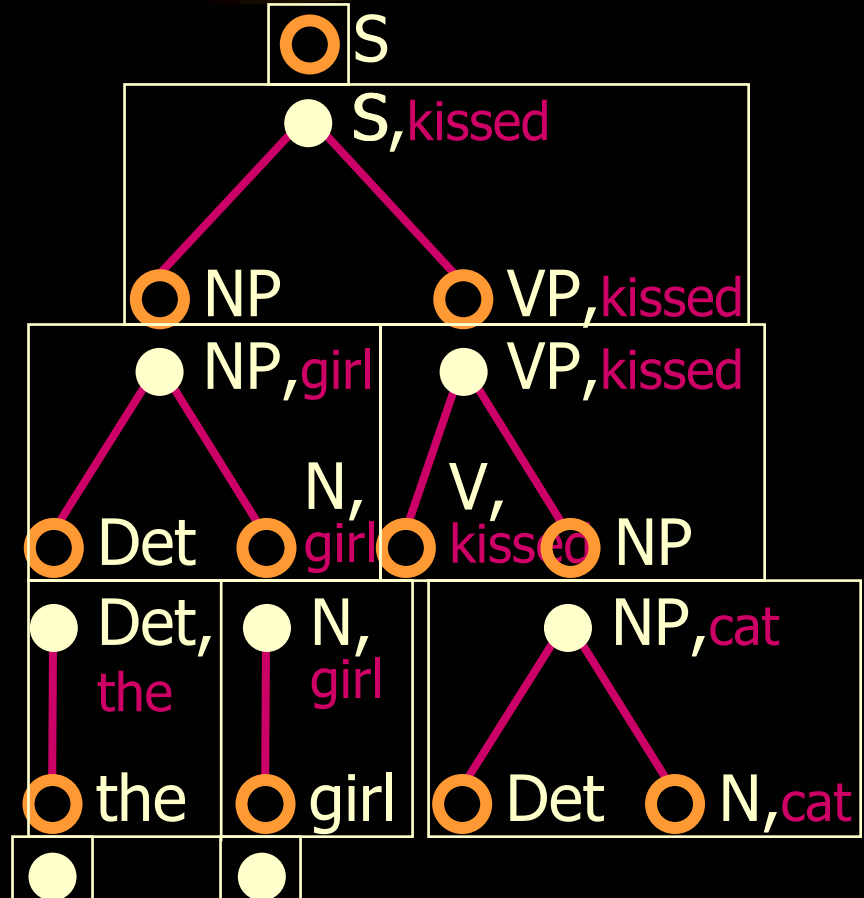 S
S,kissed
NP VP,kissed
NP,girl VP,kissed
N, V,
Det girl kissed NP
Det, N, NP,cat
the girl
the girl Det N,cat